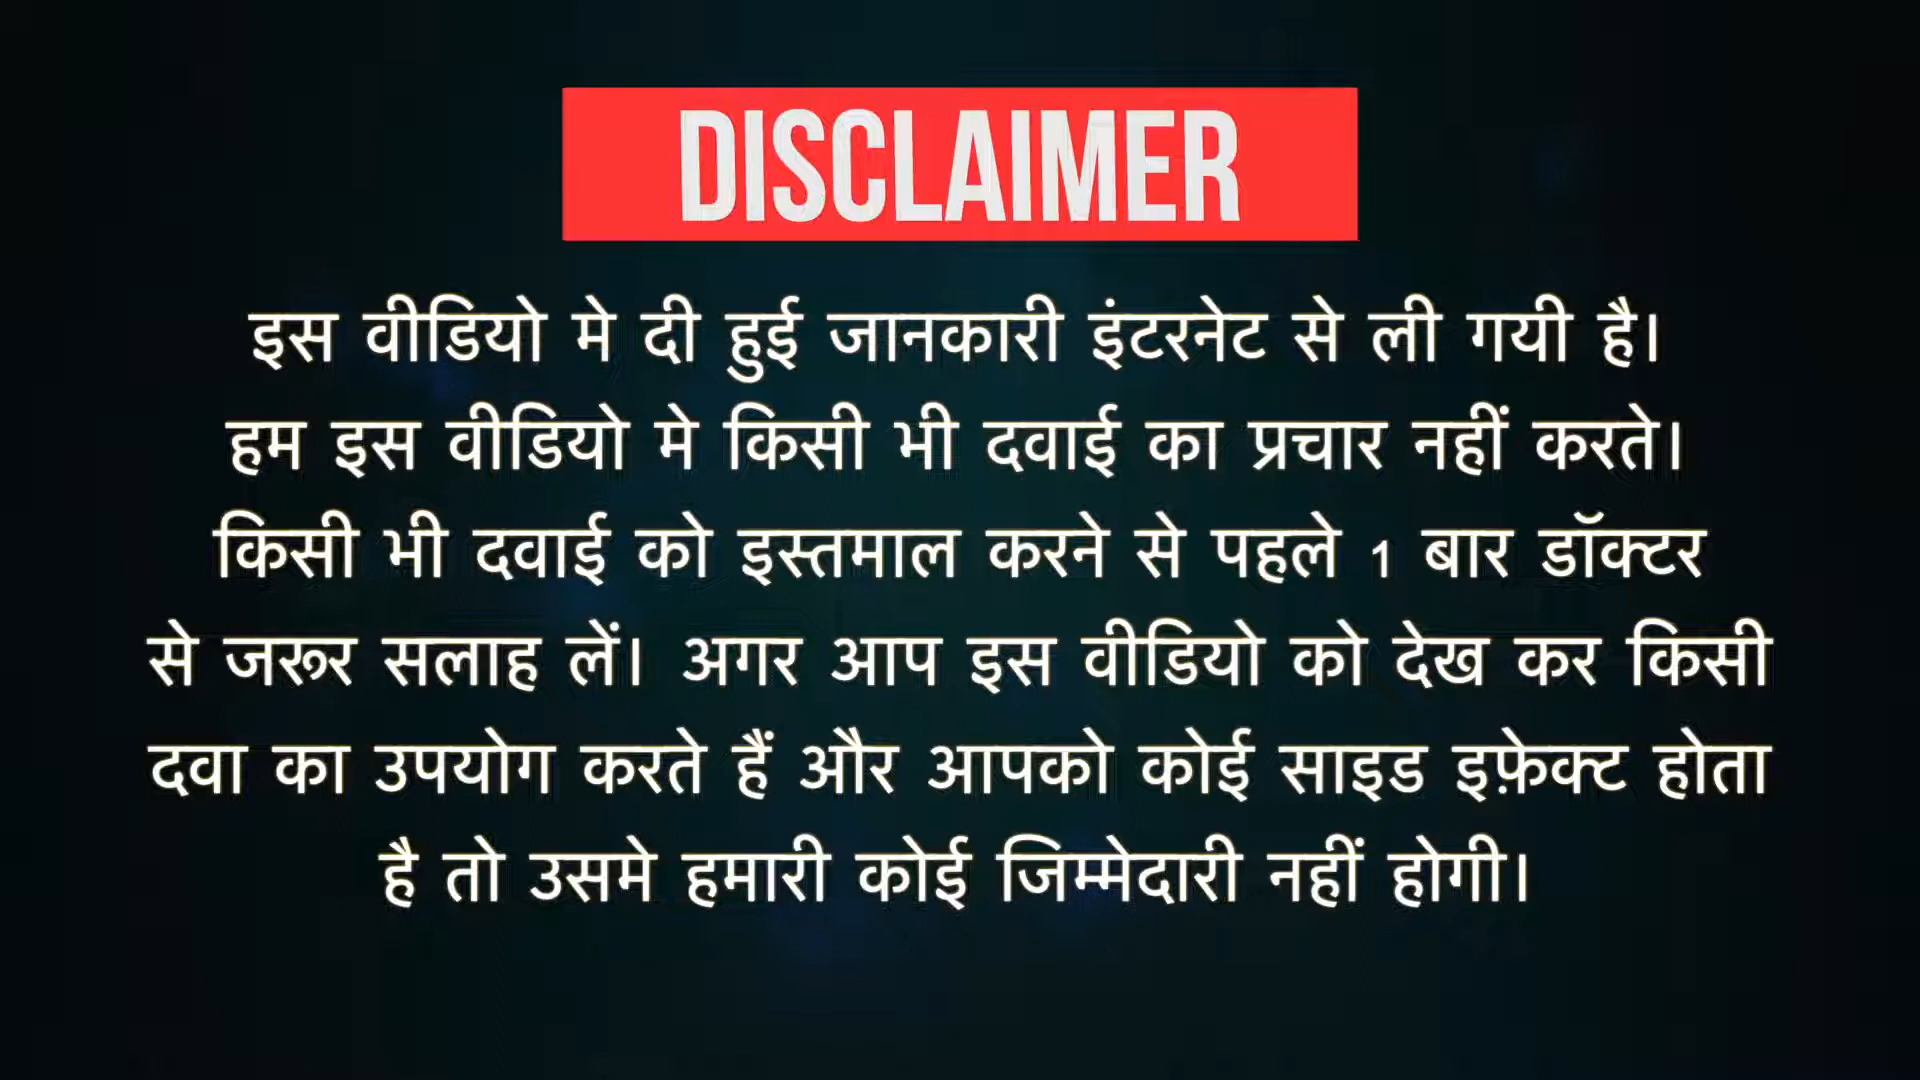 DISCLAIMER
इस वीडियो मे दी हुई जानकारी इंटरनेट से ली गयी है।
हम इस वीडियो मे किसी भी दवाई का प्रचार नहीं करते।
किसी भी दवाई को इस्तमाल करने से पहले 1 बार डॉक्टर
से जरूर सलाह लें। अगर आप इस वीडियो को देख कर किसी
दवा का उपयोग करते हैं और आपको कोई साइड इफ़ेक्ट होता
है तो उसमे हमारी कोई जिम्मेदारी नहीं होगी।